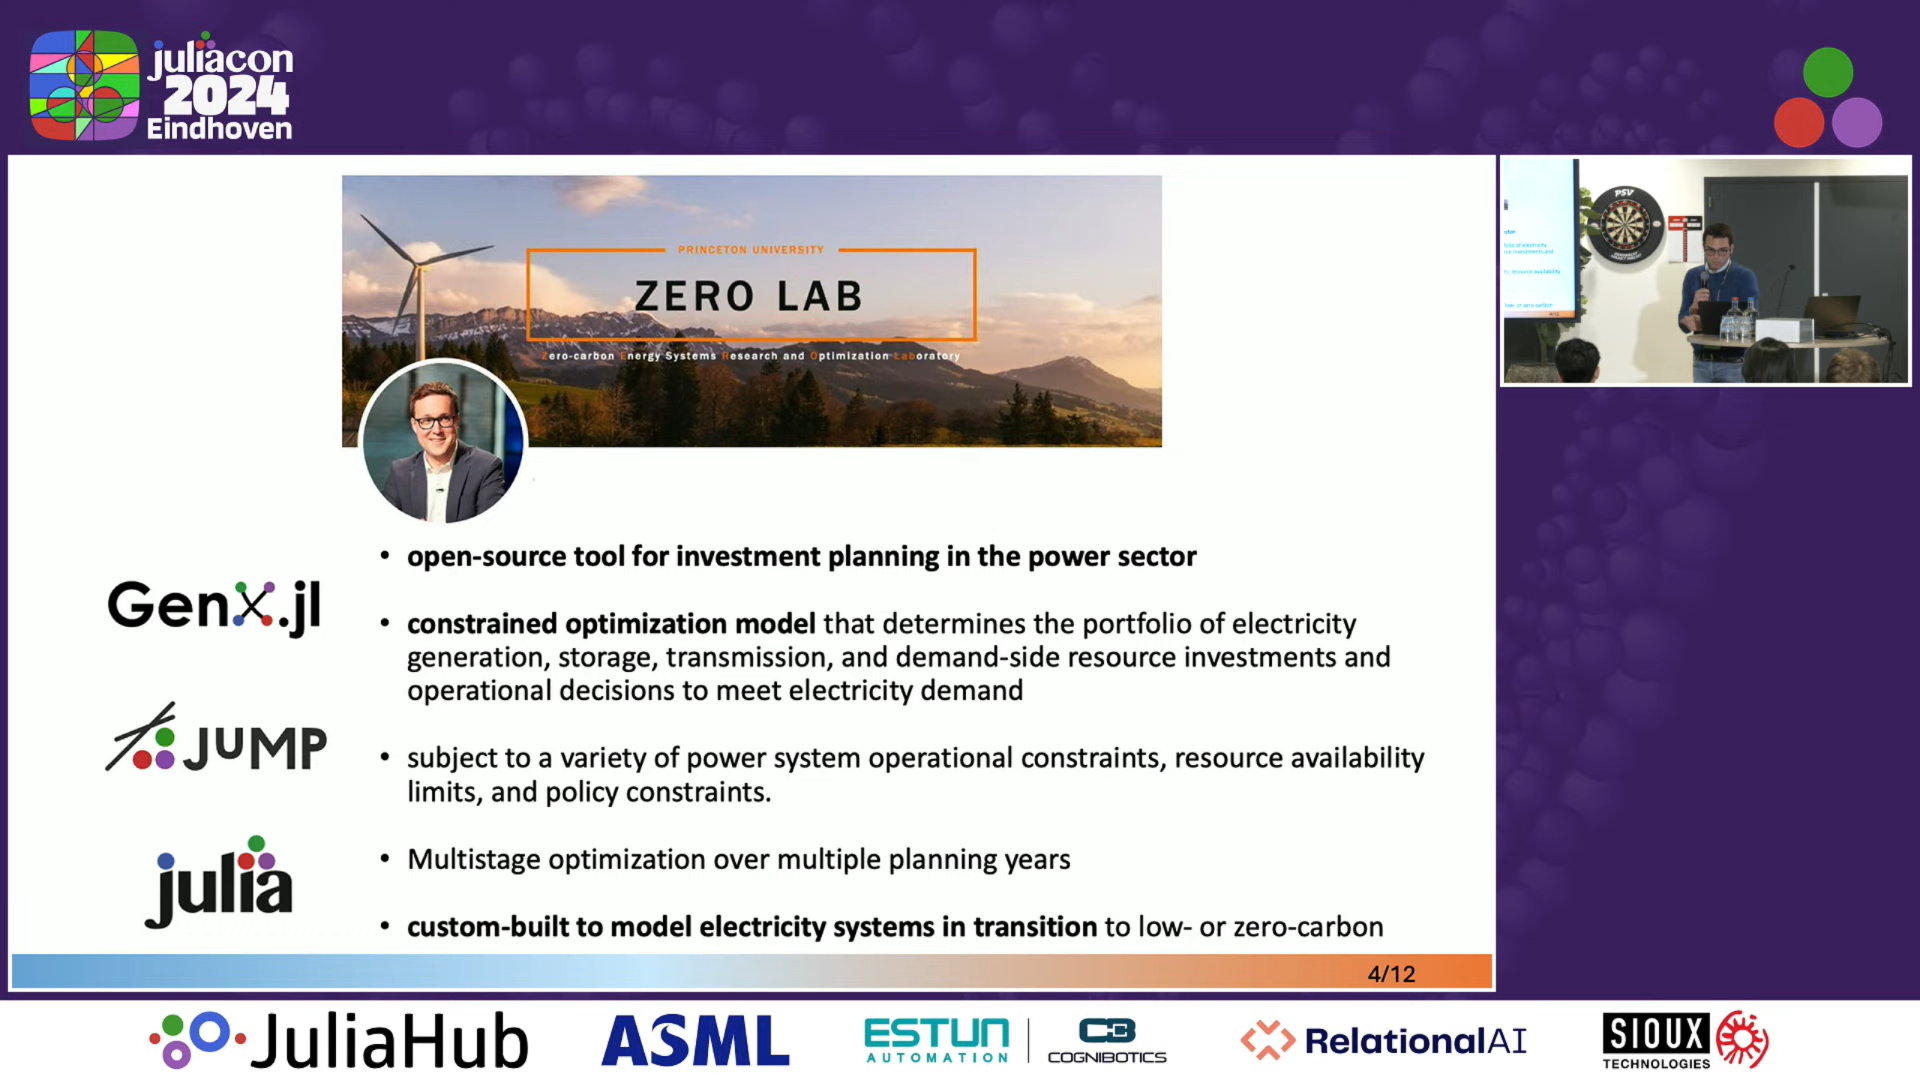 juliacon
2024
Eindhoven
PRINCETON UNIVERSITY
ZERO LAB
Zero-carbon Energy Systems Research and Optimization Laboratory
• open-source tool for investment planning in the power sector
GenX.jl
• constrained optimization model that determines the portfolio of electricity
generation, storage, transmission, and demand-side resource investments and
operational decisions to meet electricity demand
JuMP
• subject to a variety of power system operational constraints, resource availability
limits, and policy constraints.
julia
• Multistage optimization over multiple planning years
• custom-built to model electricity systems in transition to low- or zero-carbon
4/12
PSV
JuliaHub
ASML
ESTUN
AUTOMATION
COGNIBOTICS
RelationalAI
SIOUX
TECHNOLOGIES